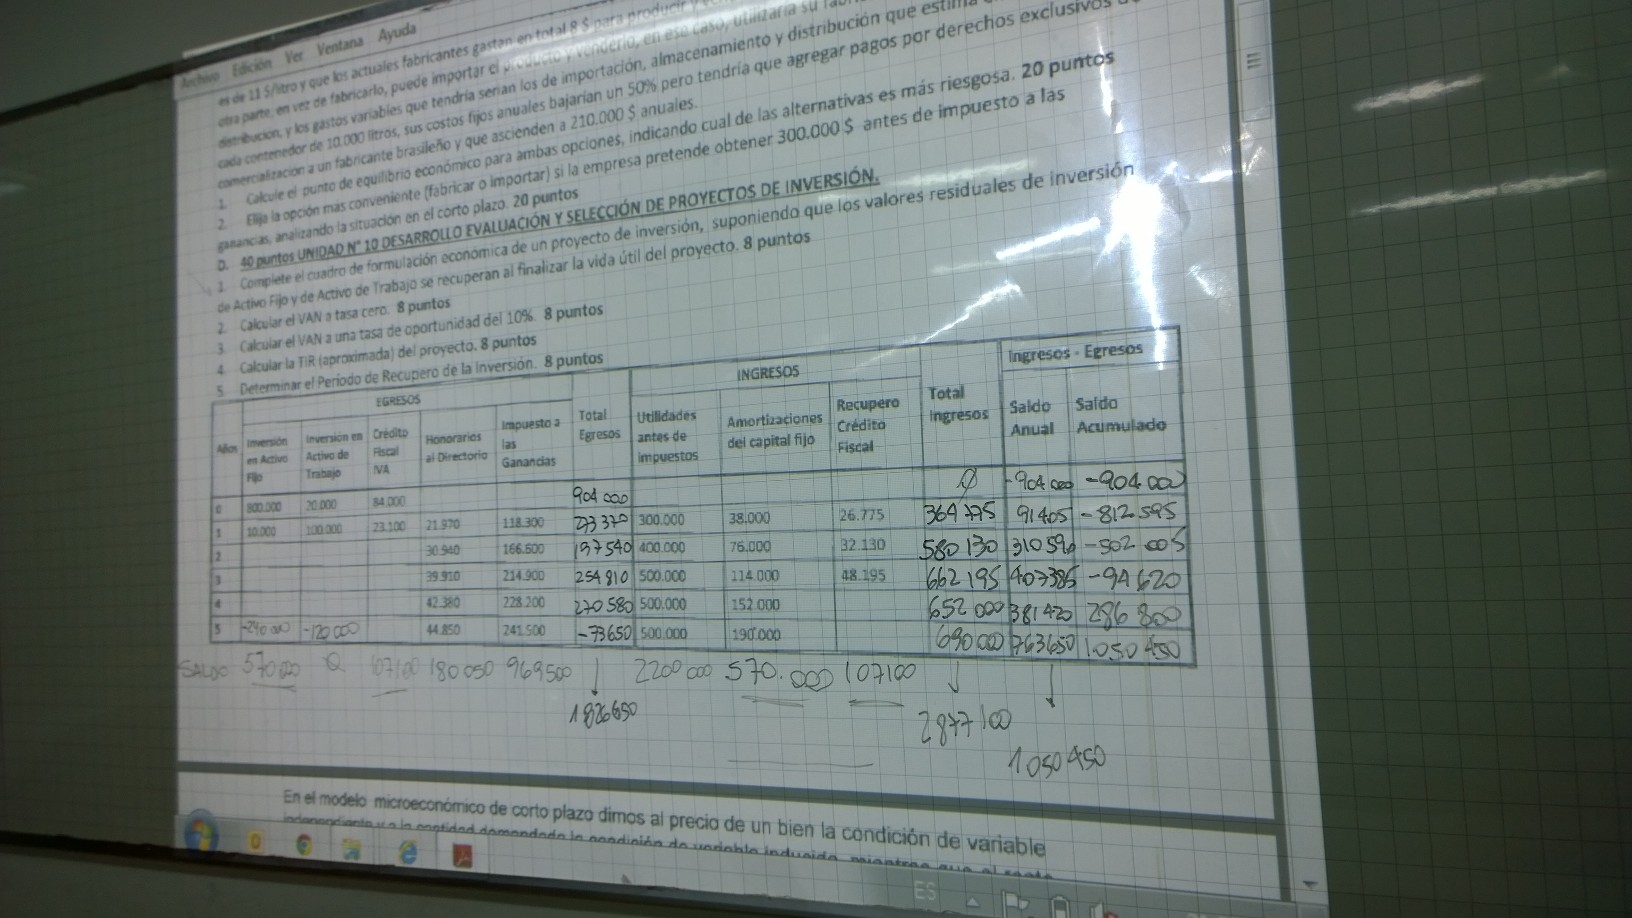 Archivo Edición Ver Ventana Ayuda
es de 11 $/litro y que los actuales fabricantes gastan en total 8 $ para producir y
otra parte, en vez de fabricarlo, puede importar el producto y venderlo, en ese caso, utilizaría su
distribución, y los gastos variables que tendría serían los de importación, almacenamiento y distribución que
cada contenedor de 10.000 litros, sus costos fijos anuales bajarían un 50% pero tendría que agregar pagos por derechos exclusivos
comercialización a un fabricante brasileño y que ascienden a 210.000 $ anuales.
1. Calcule el punto de equilibrio económico para ambas opciones, indicando cual de las alternativas es más riesgosa. 20 puntos
2. Elija la opción mas conveniente (fabricar o importar) si la empresa pretende obtener 300.000 $ antes de impuesto a las
ganancias, analizando la situación en el corto plazo. 20 puntos
D. 40 puntos UNIDAD N° 10 DESARROLLO EVALUACIÓN Y SELECCIÓN DE PROYECTOS DE INVERSIÓN.
1. Complete el cuadro de formulación económica de un proyecto de inversión, suponiendo que los valores residuales de inversión
de Activo Fijo y de Activo de Trabajo se recuperan al finalizar la vida útil del proyecto. 8 puntos
2. Calcular el VAN a tasa cero. 8 puntos
3. Calcular el VAN a una tasa de oportunidad del 10%. 8 puntos
4. Calcular la TIR (aproximada) del proyecto. 8 puntos
5. Determinar el Período de Recupero de la Inversión. 8 puntos
EGRESOS INGRESOS Ingresos - Egresos
Años Inversión en Activo Fijo Inversión en Activo de Trabajo Crédito Fiscal IVA Honorarios al Directorio Impuesto a las Ganancias Total Egresos Utilidades antes de impuestos Amortizaciones del capital fijo Recupero Crédito Fiscal Total Ingresos Saldo Anual Saldo Acumulado
0 800.000 20.000 84.000 904 000 Ø -904 000 -904 000
1 10.000 100.000 23.100 21.970 118.300 273 370 300.000 38.000 26.775 364 775 91405 -812 595
2 30.940 166.600 197 540 400.000 76.000 32.130 580 130 310 590 -502 005
3 39.910 214.900 254 810 500.000 114.000 48.195 662 195 407385 -94 620
4 42.380 228.200 270 580 500.000 152.000 652 000 381 420 286 800
5 -240 000 -120 000 44.850 241.500 -73650 500.000 190.000 690 000 763650 1.050 450
SALDO 570 000 0 107100 180 050 969500 2200 000 570.000 107100
1826650
2877100
1050450
En el modelo microeconómico de corto plazo dimos al precio de un bien la condición de variable
independiente y a la cantidad demandada la condición de variable inducida, mientras que el resto
ES